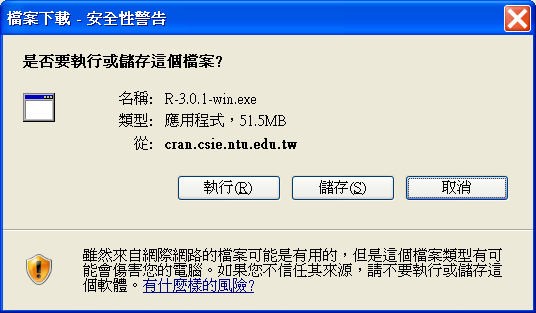 檔案下載 - 安全性警告
是否要執行或儲存這個檔案?
名稱: R-3.0.1-win.exe
類型: 應用程式，51.5MB
從: cran.csie.ntu.edu.tw
執行(R) 儲存(S) 取消
雖然來自網際網路的檔案可能是有用的，但是這個檔案類型有可
能會傷害您的電腦。如果您不信任其來源，請不要執行或儲存這
個軟體。有什麼樣的風險?